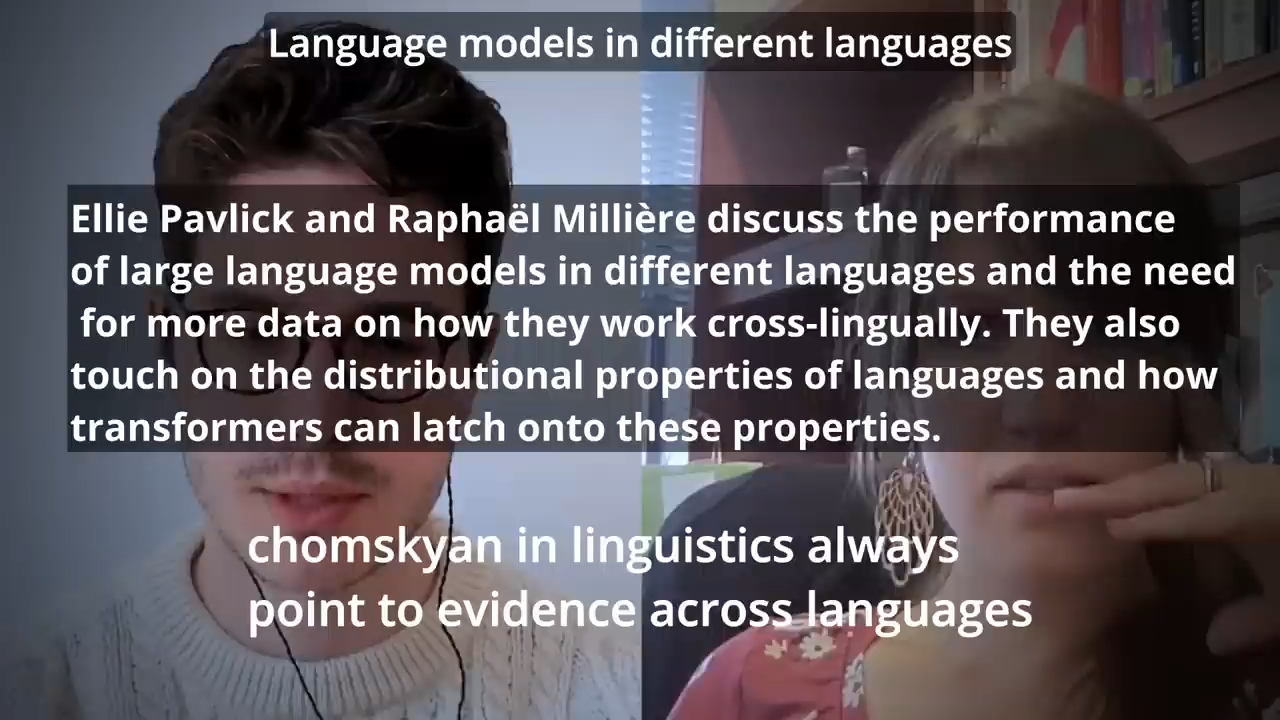 Language models in different languages
Ellie Pavlick and Raphaël Millière discuss the performance
of large language models in different languages and the need
for more data on how they work cross-lingually. They also
touch on the distributional properties of languages and how
transformers can latch onto these properties.
chomskyan in linguistics always
point to evidence across languages